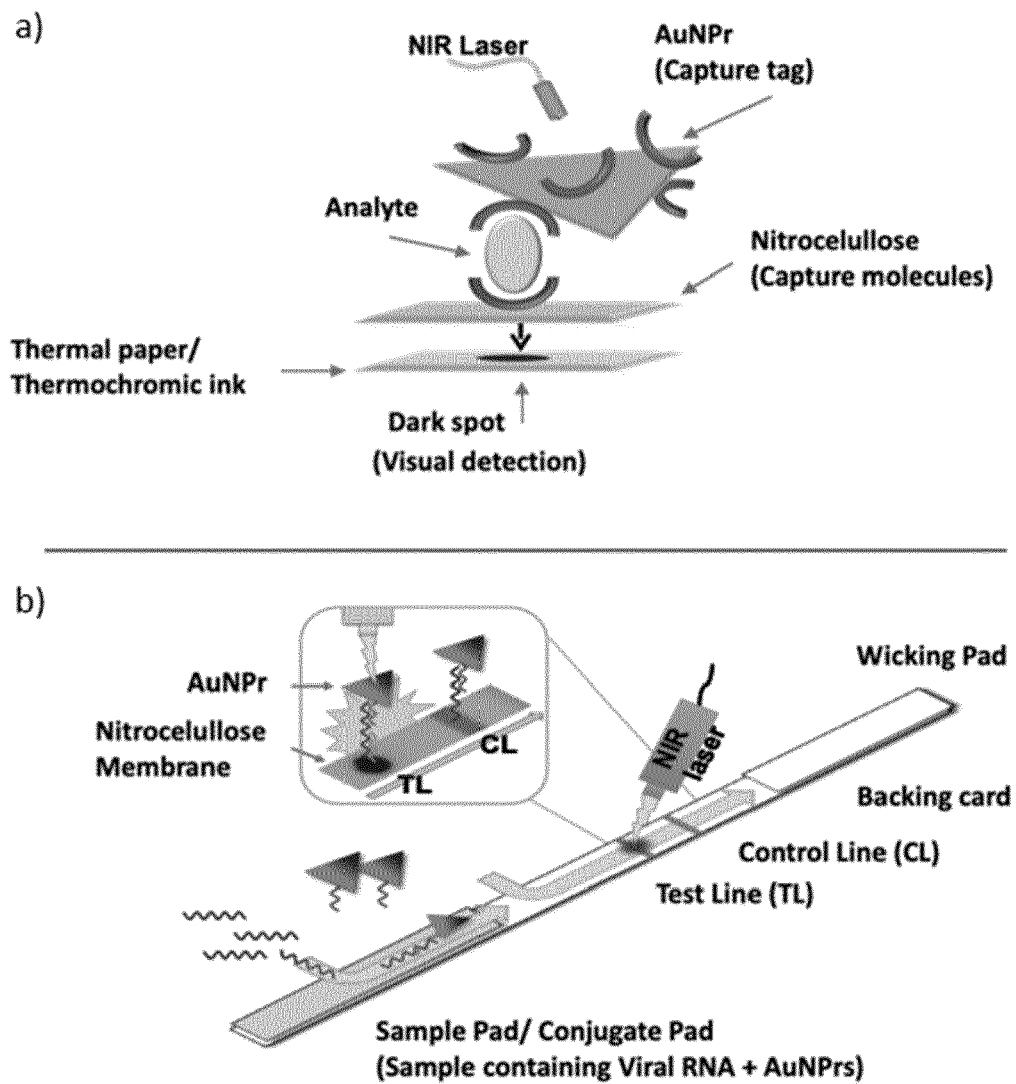 a)
NIR Laser
AuNPr
(Capture tag)
Analyte
Nitrocelullose
(Capture molecules)
Thermal paper/
Thermochromic ink
Dark spot
(Visual detection)
b)
AuNPr
Nitrocelullose
Membrane
CL
TL
NIR
laser
Wicking Pad
Backing card
Control Line (CL)
Test Line (TL)
Sample Pad/ Conjugate Pad
(Sample containing Viral RNA + AuNPrs)